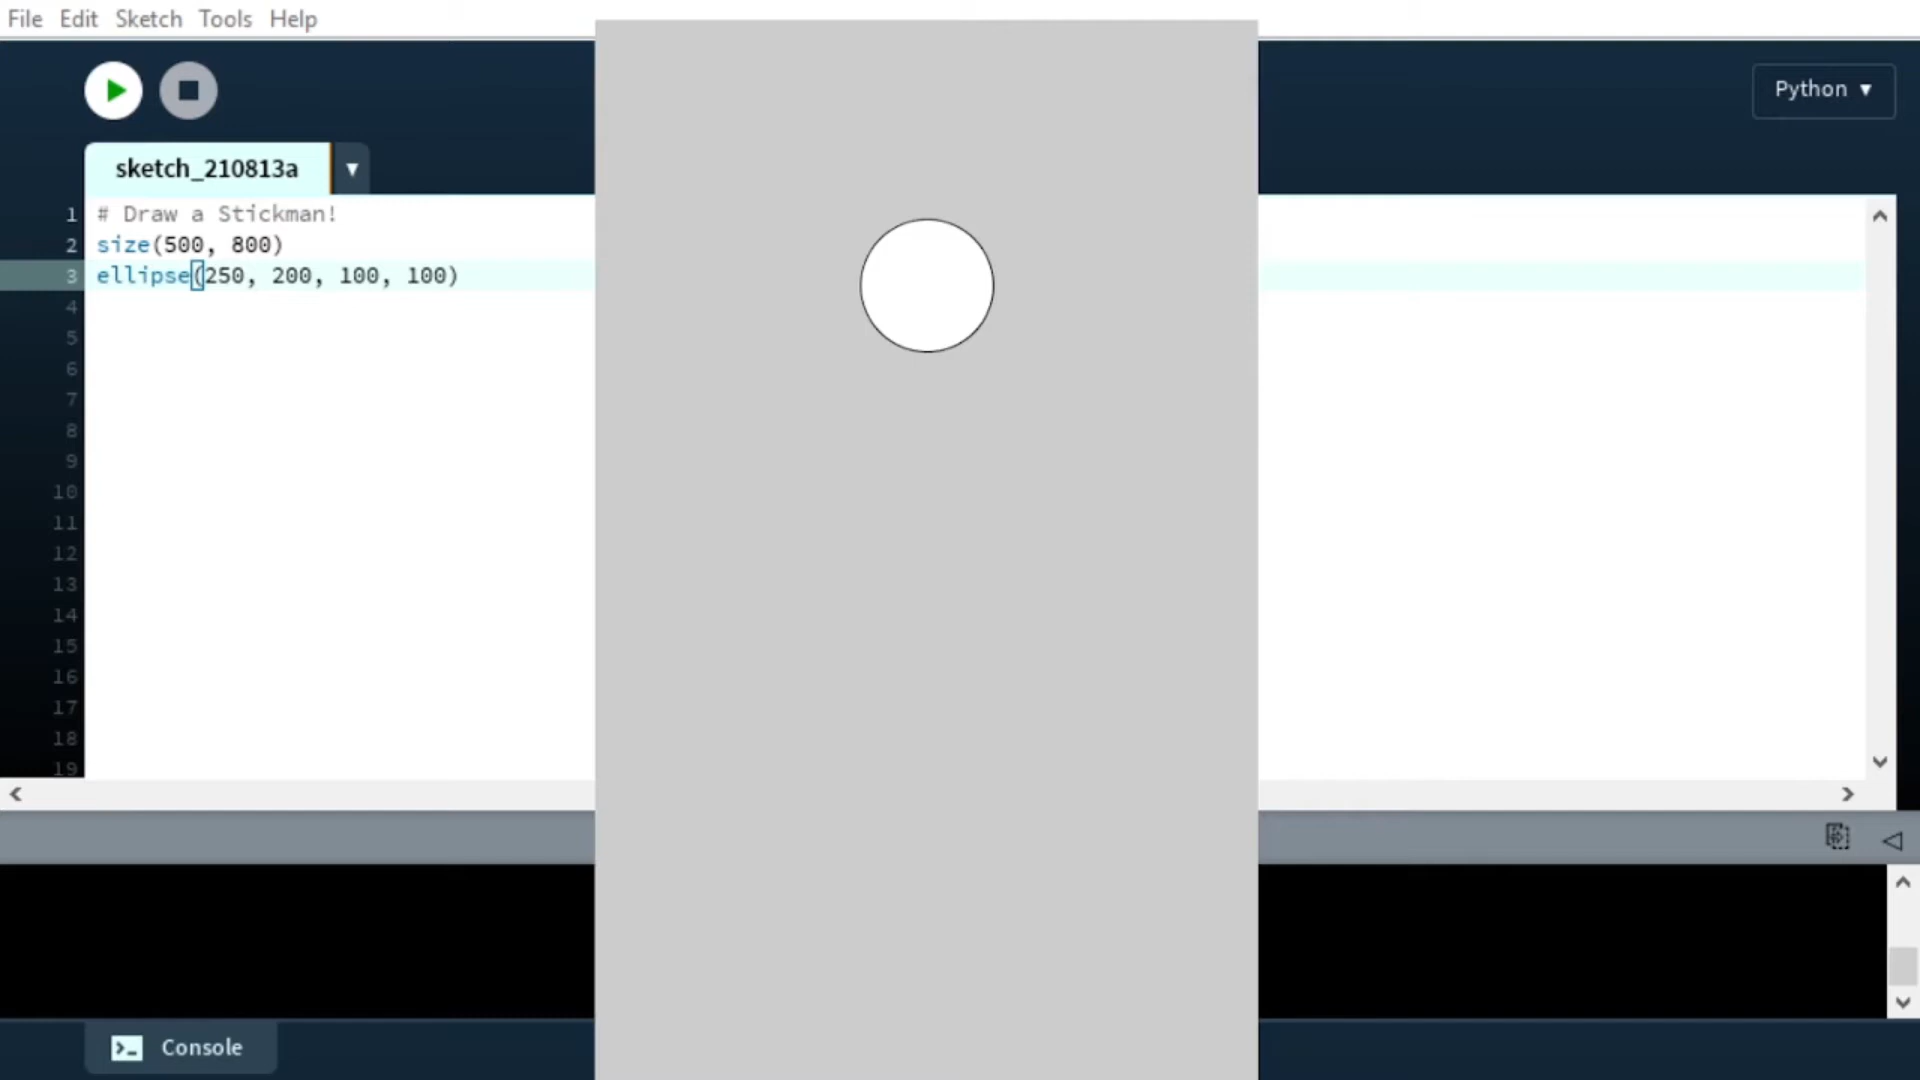 File Edit Sketch Tools Help
Python ▼
sketch_210813a ▼
1 # Draw a Stickman!
2 size(500, 800)
3 ellipse(250, 200, 100, 100)
4
5
6
7
8
9
10
11
12
13
14
15
16
17
18
19
>_ Console